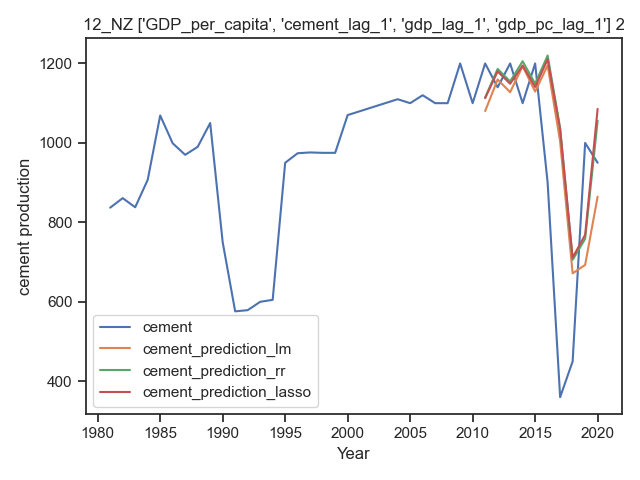 12_NZ ['GDP_per_capita', 'cement_lag_1', 'gdp_lag_1', 'gdp_pc_lag_1'] 2
1200
1000
800
600
400
cement production
cement
cement_prediction_lm
cement_prediction_rr
cement_prediction_lasso
1980 1985 1990 1995 2000 2005 2010 2015 2020
Year